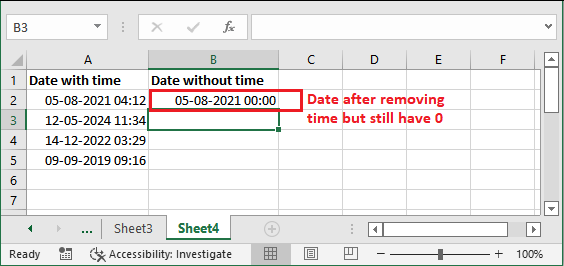 B3
A B C D E F
1 Date with time Date without time
2 05-08-2021 04:12 05-08-2021 00:00 Date after removing
3 12-05-2024 11:34 time but still have 0
4 14-12-2022 03:29
5 09-09-2019 09:16
6
7
... Sheet3 Sheet4
Ready Accessibility: Investigate 100%